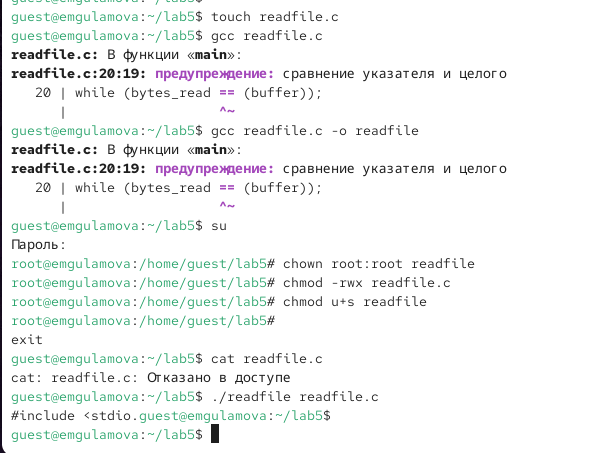 guest@emgulamova:~/lab5$ touch readfile.c
guest@emgulamova:~/lab5$ gcc readfile.c
readfile.c: В функции «main»:
readfile.c:20:19: предупреждение: сравнение указателя и целого
   20 | while (bytes_read == (buffer));
      |                   ^~
guest@emgulamova:~/lab5$ gcc readfile.c -o readfile
readfile.c: В функции «main»:
readfile.c:20:19: предупреждение: сравнение указателя и целого
   20 | while (bytes_read == (buffer));
      |                   ^~
guest@emgulamova:~/lab5$ su
Пароль:
root@emgulamova:/home/guest/lab5# chown root:root readfile
root@emgulamova:/home/guest/lab5# chmod -rwx readfile.c
root@emgulamova:/home/guest/lab5# chmod u+s readfile
root@emgulamova:/home/guest/lab5#
exit
guest@emgulamova:~/lab5$ cat readfile.c
cat: readfile.c: Отказано в доступе
guest@emgulamova:~/lab5$ ./readfile readfile.c
#include <stdio.guest@emgulamova:~/lab5$
guest@emgulamova:~/lab5$